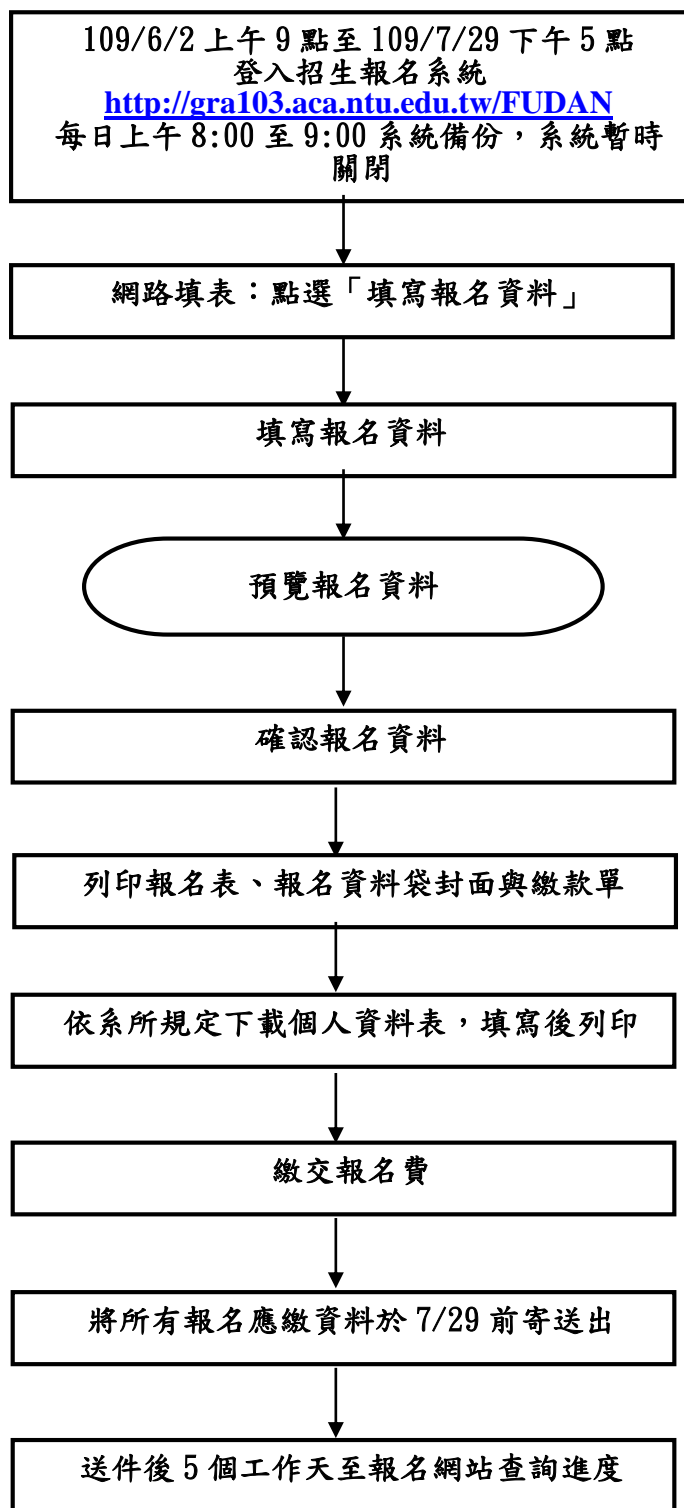 109/6/2 上午 9 點至 109/7/29 下午 5 點
登入招生報名系統
http://gra103.aca.ntu.edu.tw/FUDAN
每日上午 8:00 至 9:00 系統備份，系統暫時
關閉
網路填表：點選「填寫報名資料」
填寫報名資料
預覽報名資料
確認報名資料
列印報名表、報名資料袋封面與繳款單
依系所規定下載個人資料表，填寫後列印
繳交報名費
將所有報名應繳資料於 7/29 前寄送出
送件後 5 個工作天至報名網站查詢進度